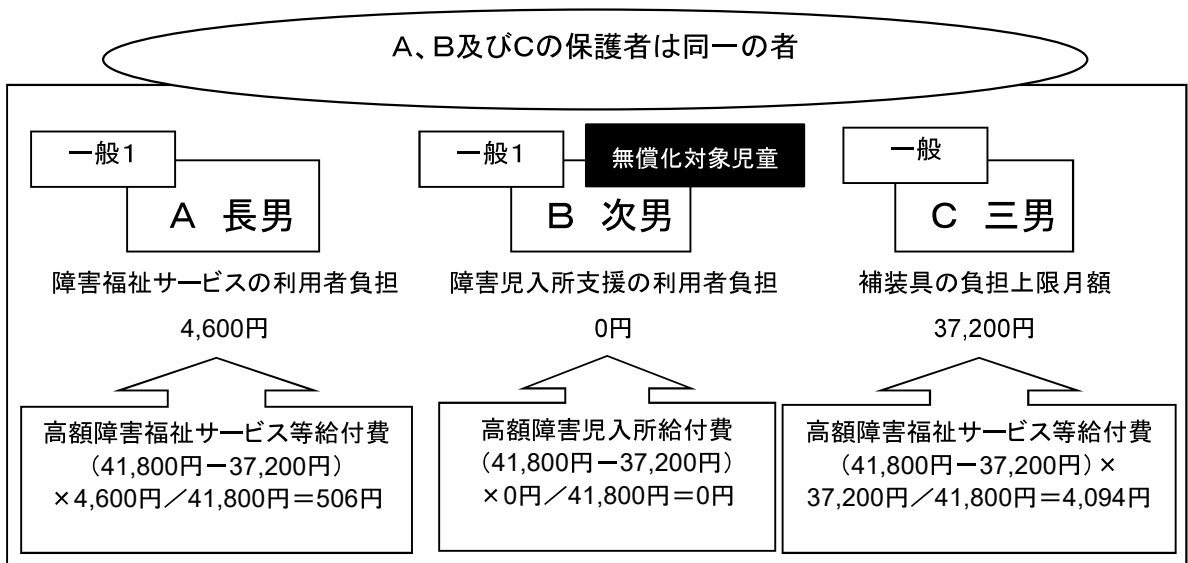 A、B及びCの保護者は同一の者
一般1
A 長男
障害福祉サービスの利用者負担
4,600円
高額障害福祉サービス等給付費
(41,800円-37,200円)
×4,600円/41,800円=506円
一般1
無償化対象児童
B 次男
障害児入所支援の利用者負担
0円
高額障害児入所給付費
(41,800円-37,200円)
×0円/41,800円=0円
一般
C 三男
補装具の負担上限月額
37,200円
高額障害福祉サービス等給付費
(41,800円-37,200円)×
37,200円/41,800円=4,094円